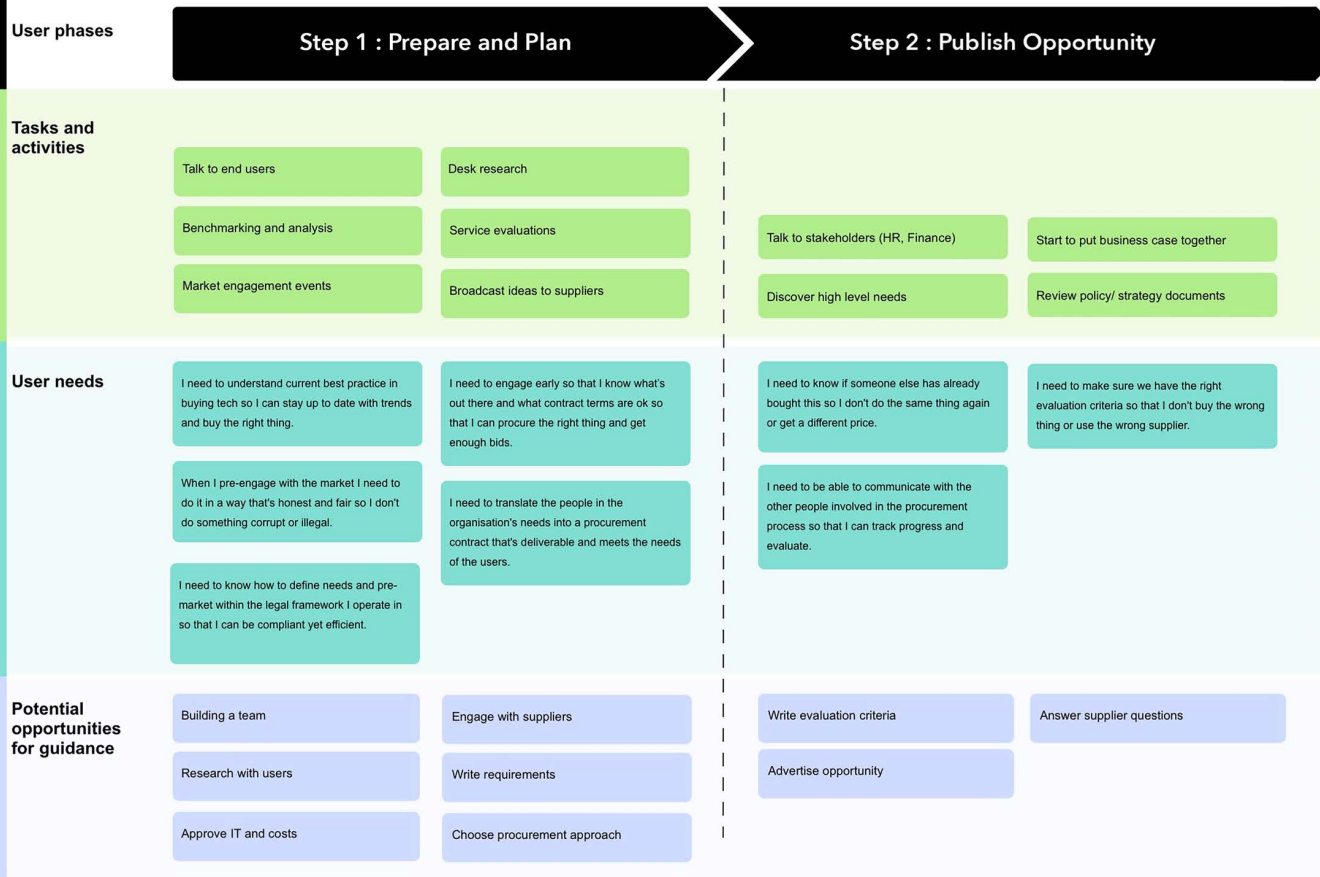 User phases
Step 1 : Prepare and Plan
Step 2 : Publish Opportunity
Tasks and
activities
Talk to end users
Desk research
Benchmarking and analysis
Service evaluations
Market engagement events
Broadcast ideas to suppliers
Talk to stakeholders (HR, Finance)
Start to put business case together
Discover high level needs
Review policy/ strategy documents
User needs
I need to understand current best practice in
buying tech so I can stay up to date with trends
and buy the right thing.
I need to engage early so that I know what's
out there and what contract terms are ok so
that I can procure the right thing and get
enough bids.
When I pre-engage with the market I need to
do it in a way that's honest and fair so I don't
do something corrupt or illegal.
I need to translate the people in the
organisation's needs into a procurement
contract that's deliverable and meets the needs
of the users.
I need to know how to define needs and pre-
market within the legal framework I operate in
so that I can be compliant yet efficient.
I need to know if someone else has already
bought this so I don't do the same thing again
or get a different price.
I need to make sure we have the right
evaluation criteria so that I don't buy the wrong
thing or use the wrong supplier.
I need to be able to communicate with the
other people involved in the procurement
process so that I can track progress and
evaluate.
Potential
opportunities
for guidance
Building a team
Engage with suppliers
Research with users
Write requirements
Approve IT and costs
Choose procurement approach
Write evaluation criteria
Answer supplier questions
Advertise opportunity